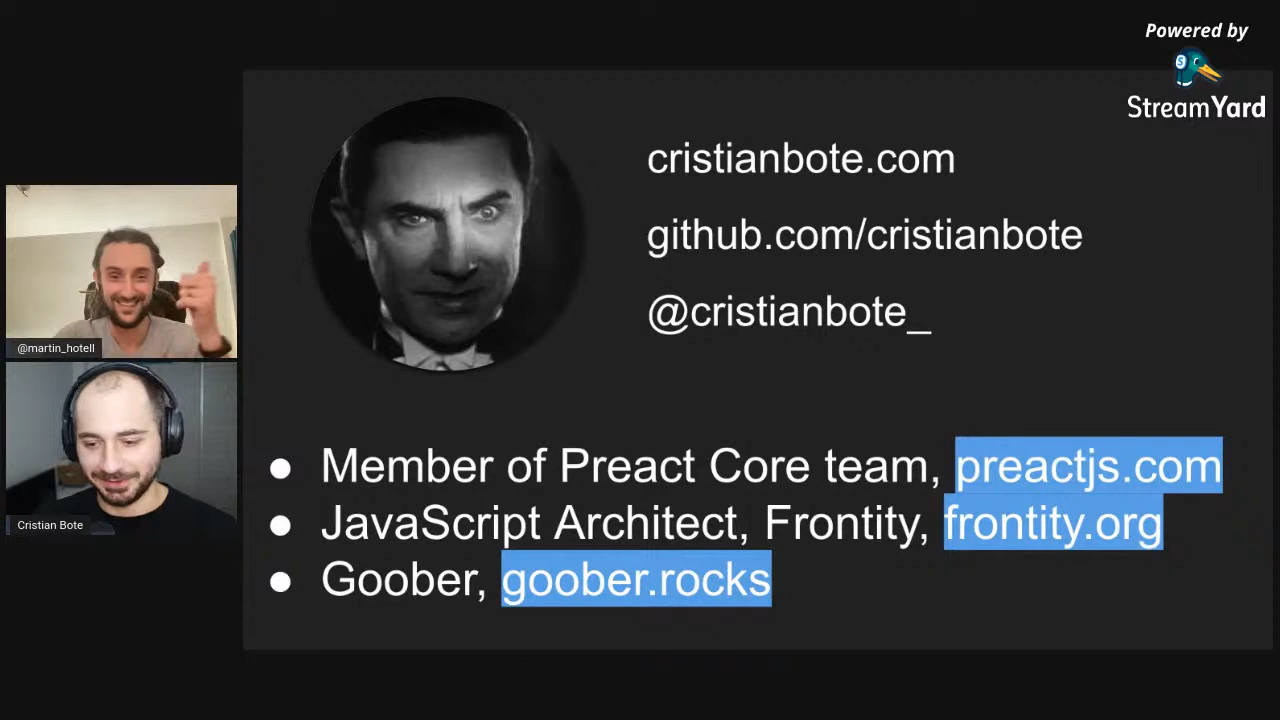 Powered by
StreamYard
cristianbote.com
github.com/cristianbote
@cristianbote_
@martin_hotell
Cristian Bote
● Member of Preact Core team, preactjs.com
● JavaScript Architect, Frontity, frontity.org
● Goober, goober.rocks